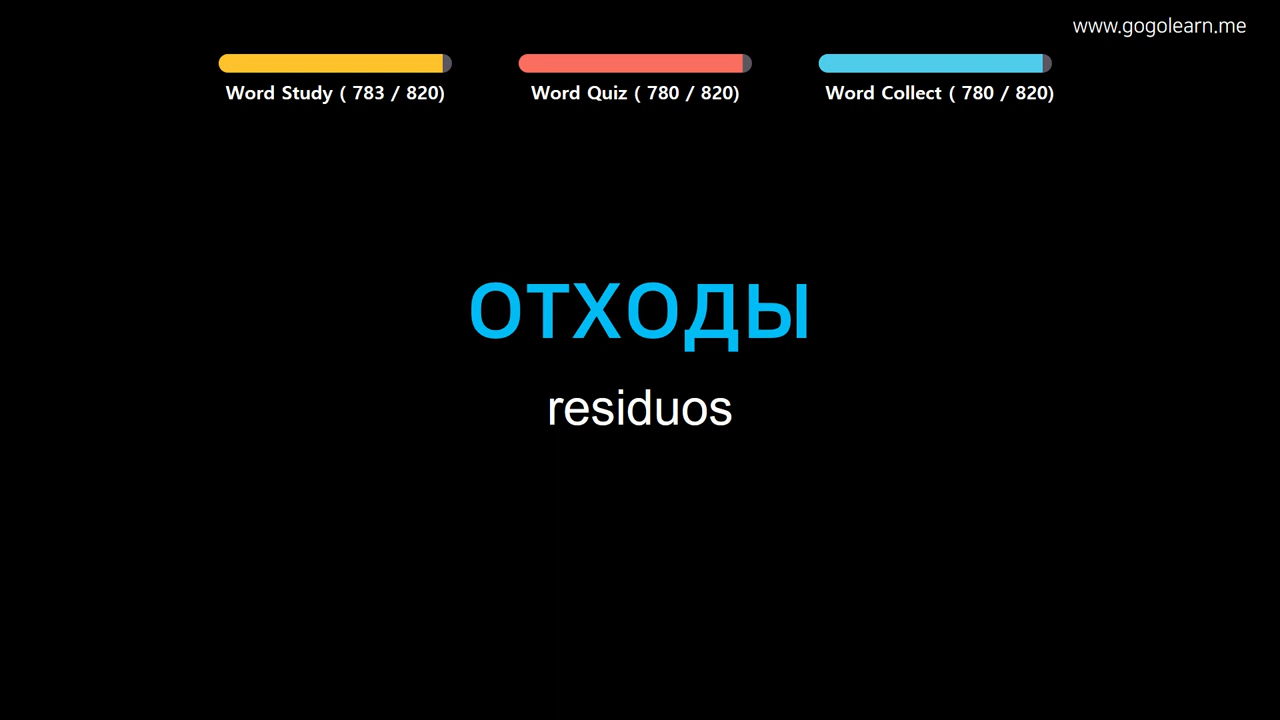 www.gogolearn.me
Word Study ( 783 / 820)
Word Quiz ( 780 / 820)
Word Collect ( 780 / 820)
отходы
residuos